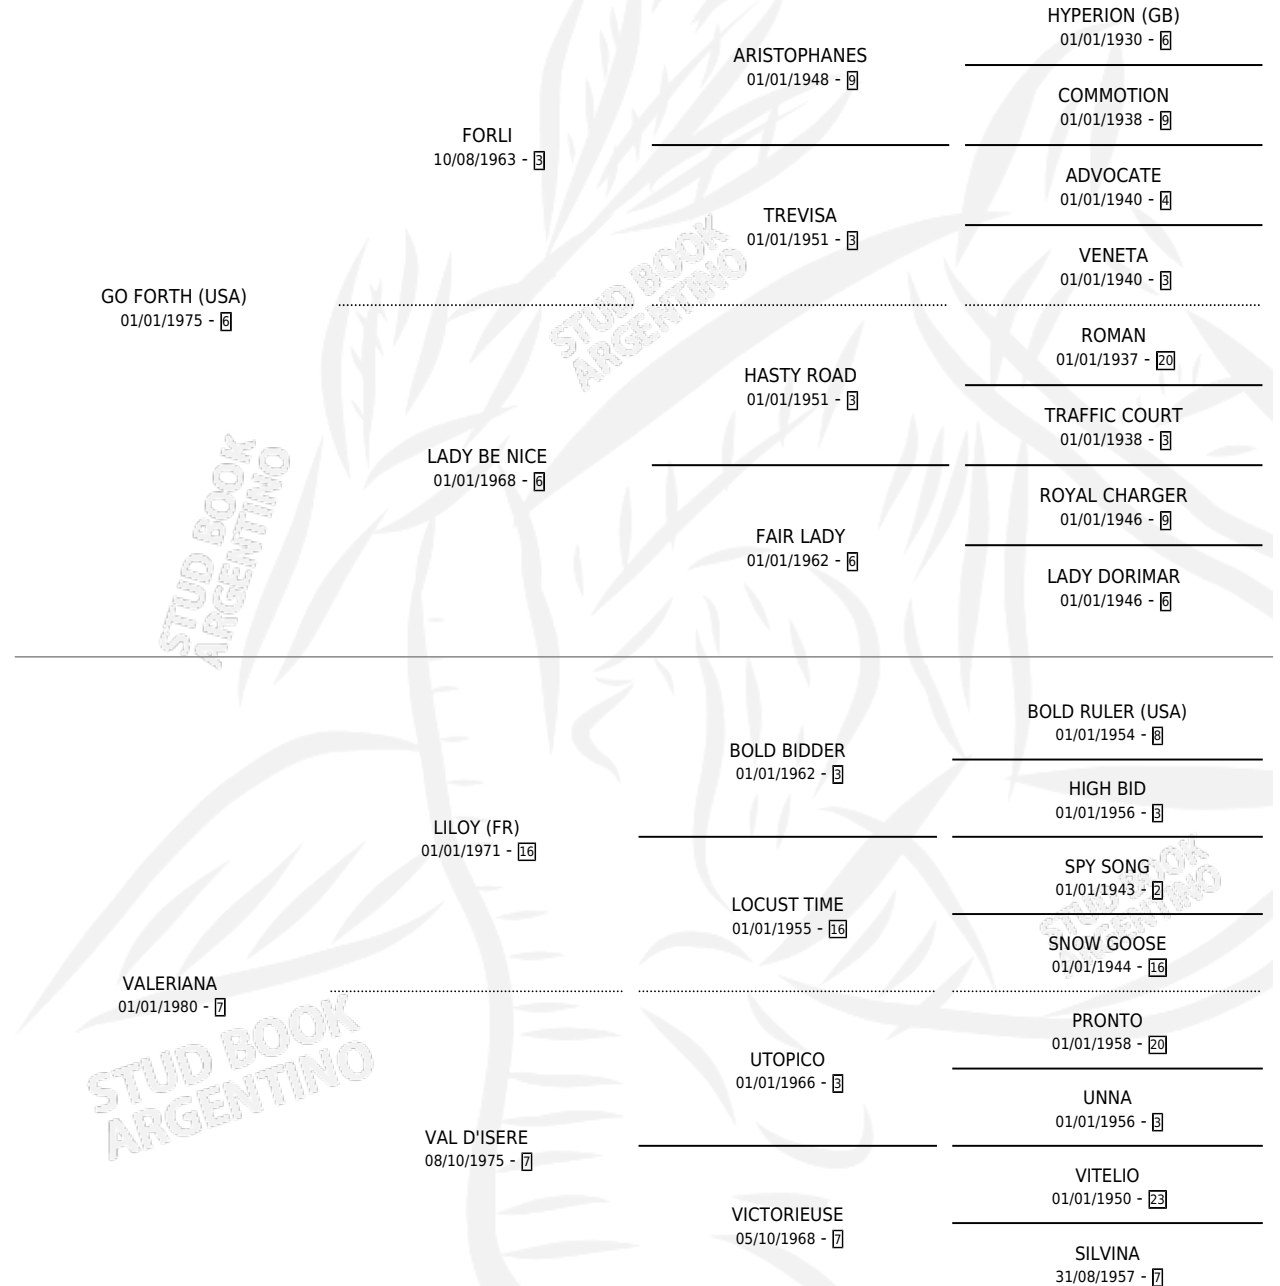 HYPERION (GB)
01/01/1930 - 6
ARISTOPHANES
01/01/1948 - 9
COMMOTION
01/01/1938 - 9
FORLI
10/08/1963 - 3
ADVOCATE
01/01/1940 - 4
TREVISA
01/01/1951 - 3
VENETA
01/01/1940 - 3
GO FORTH (USA)
01/01/1975 - 6
ROMAN
01/01/1937 - 20
HASTY ROAD
01/01/1951 - 3
TRAFFIC COURT
01/01/1938 - 3
LADY BE NICE
01/01/1968 - 6
ROYAL CHARGER
01/01/1946 - 9
FAIR LADY
01/01/1962 - 6
LADY DORIMAR
01/01/1946 - 6
BOLD RULER (USA)
01/01/1954 - 8
BOLD BIDDER
01/01/1962 - 3
HIGH BID
01/01/1956 - 3
LILOY (FR)
01/01/1971 - 16
SPY SONG
01/01/1943 - 2
LOCUST TIME
01/01/1955 - 16
SNOW GOOSE
01/01/1944 - 16
VALERIANA
01/01/1980 - 7
PRONTO
01/01/1958 - 20
UTOPICO
01/01/1966 - 3
UNNA
01/01/1956 - 3
VAL D'ISERE
08/10/1975 - 7
VITELIO
01/01/1950 - 23
VICTORIEUSE
05/10/1968 - 7
SILVINA
31/08/1957 - 7
STUD BOOK
ARGENTINO
STUD BOOK
ARGENTINO
STUD BOOK
ARGENTINO
STUD BOOK
ARGENTINO